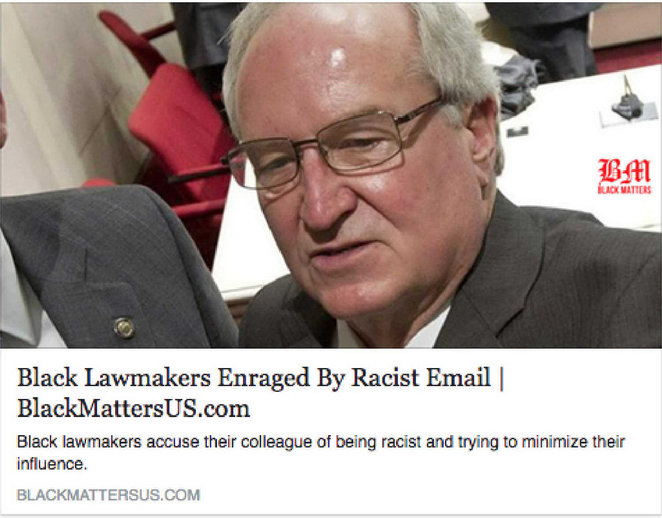 BM
BLACK MATTERS
Black Lawmakers Enraged By Racist Email |
BlackMattersUS.com
Black lawmakers accuse their colleague of being racist and trying to minimize their
influence.
BLACKMATTERSUS.COM